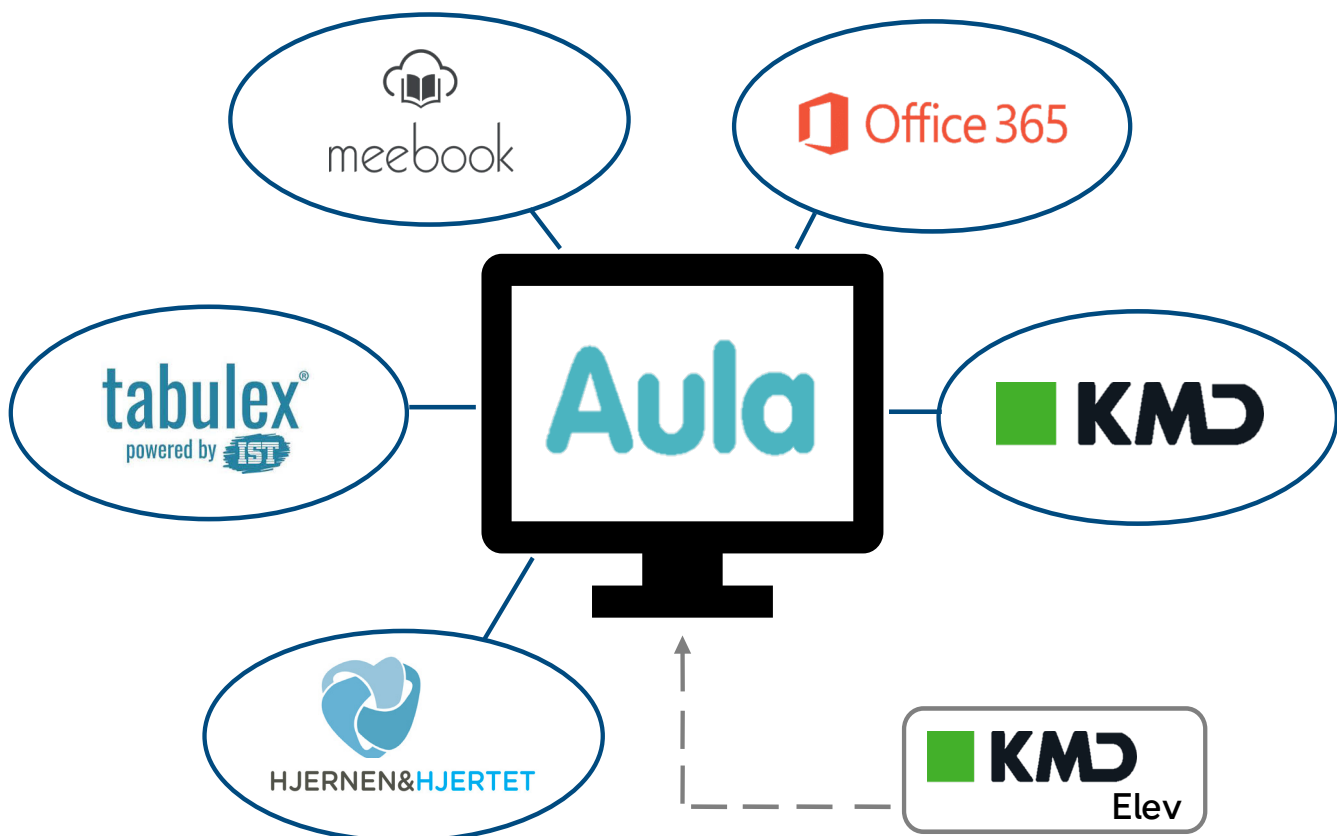 meebook
Office 365
tabulex®
powered by IST
Aula
KMD
HJERNEN&HJERTET
KMD
Elev